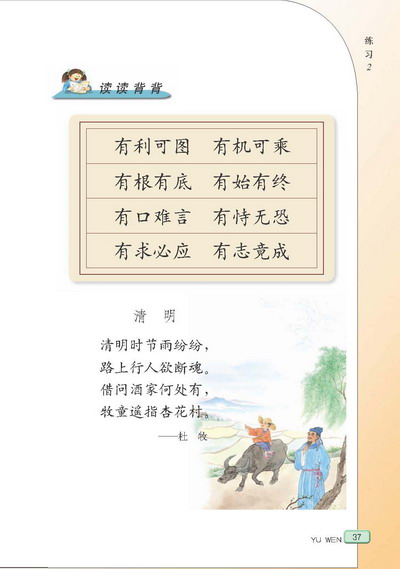 练习2
读读背背
有利可图 有机可乘
有根有底 有始有终
有口难言 有恃无恐
有求必应 有志竟成
清 明
清明时节雨纷纷，
路上行人欲断魂。
借问酒家何处有，
牧童遥指杏花村。
——杜 牧
YU WEN 37